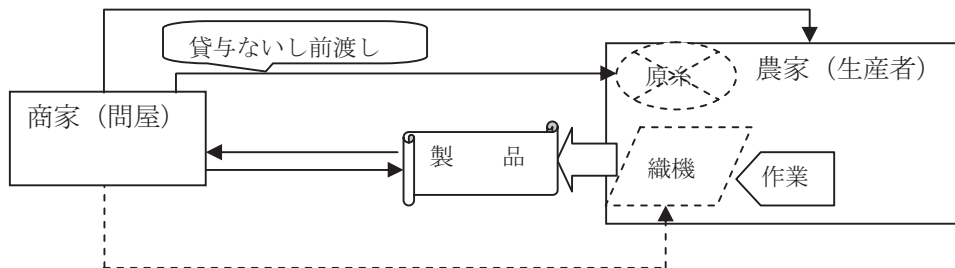 貸与ないし前渡し
原糸
農家（生産者）
商家（問屋）
製　　品
織機
作業